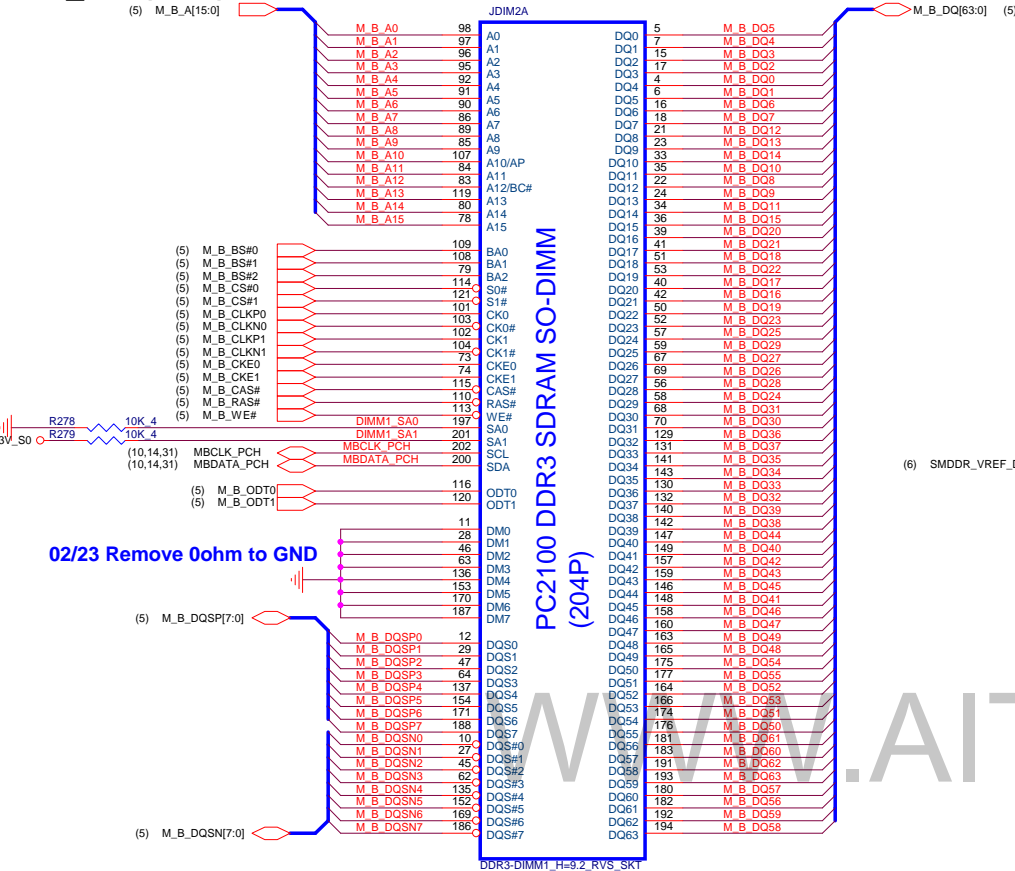 (5) M_B_A[15:0]
JDIM2A
M_B_DQ[63:0] (5)
M_B_A0 98 A0
M_B_A1 97 A1
M_B_A2 96 A2
M_B_A3 95 A3
M_B_A4 92 A4
M_B_A5 91 A5
M_B_A6 90 A6
M_B_A7 86 A7
M_B_A8 89 A8
M_B_A9 85 A9
M_B_A10 107 A10/AP
M_B_A11 84 A11
M_B_A12 83 A12/BC#
M_B_A13 119 A13
M_B_A14 80 A14
M_B_A15 78 A15
(5) M_B_BS#0 109 BA0
(5) M_B_BS#1 108 BA1
(5) M_B_BS#2 79 BA2
(5) M_B_CS#0 114 S0#
(5) M_B_CS#1 121 S1#
(5) M_B_CLKP0 101 CK0
(5) M_B_CLKN0 103 CK0#
(5) M_B_CLKP1 102 CK1
(5) M_B_CLKN1 104 CK1#
(5) M_B_CKE0 73 CKE0
(5) M_B_CKE1 74 CKE1
(5) M_B_CAS# 115 CAS#
(5) M_B_RAS# 110 RAS#
(5) M_B_WE# 113 WE#
R278 10K_4 DIMM1_SA0 197 SA0
3V_S0 R279 10K_4 DIMM1_SA1 201 SA1
(10,14,31) MBCLK_PCH MBCLK_PCH 202 SCL
(10,14,31) MBDATA_PCH MBDATA_PCH 200 SDA
(5) M_B_ODT0 116 ODT0
(5) M_B_ODT1 120 ODT1
02/23 Remove 0ohm to GND
11 DM0
28 DM1
46 DM2
63 DM3
136 DM4
153 DM5
170 DM6
187 DM7
(5) M_B_DQSP[7:0]
M_B_DQSP0 12 DQS0
M_B_DQSP1 29 DQS1
M_B_DQSP2 47 DQS2
M_B_DQSP3 64 DQS3
M_B_DQSP4 137 DQS4
M_B_DQSP5 154 DQS5
M_B_DQSP6 171 DQS6
M_B_DQSP7 188 DQS7
M_B_DQSN0 10 DQS#0
M_B_DQSN1 27 DQS#1
M_B_DQSN2 45 DQS#2
M_B_DQSN3 62 DQS#3
M_B_DQSN4 135 DQS#4
M_B_DQSN5 152 DQS#5
M_B_DQSN6 169 DQS#6
M_B_DQSN7 186 DQS#7
(5) M_B_DQSN[7:0]
PC2100 DDR3 SDRAM SO-DIMM
(204P)
DQ0 5 M_B_DQ5
DQ1 7 M_B_DQ4
DQ2 15 M_B_DQ3
DQ3 17 M_B_DQ2
DQ4 4 M_B_DQ0
DQ5 6 M_B_DQ1
DQ6 16 M_B_DQ6
DQ7 18 M_B_DQ7
DQ8 21 M_B_DQ12
DQ9 23 M_B_DQ13
DQ10 33 M_B_DQ14
DQ11 35 M_B_DQ10
DQ12 22 M_B_DQ8
DQ13 24 M_B_DQ9
DQ14 34 M_B_DQ11
DQ15 36 M_B_DQ15
DQ16 39 M_B_DQ20
DQ17 41 M_B_DQ21
DQ18 51 M_B_DQ18
DQ19 53 M_B_DQ22
DQ20 40 M_B_DQ17
DQ21 42 M_B_DQ16
DQ22 50 M_B_DQ19
DQ23 52 M_B_DQ23
DQ24 57 M_B_DQ25
DQ25 59 M_B_DQ29
DQ26 67 M_B_DQ27
DQ27 69 M_B_DQ26
DQ28 56 M_B_DQ28
DQ29 58 M_B_DQ24
DQ30 68 M_B_DQ31
DQ31 70 M_B_DQ30
DQ32 129 M_B_DQ36
DQ33 131 M_B_DQ37
DQ34 141 M_B_DQ35
DQ35 143 M_B_DQ34
DQ36 130 M_B_DQ33
DQ37 132 M_B_DQ32
DQ38 140 M_B_DQ39
DQ39 142 M_B_DQ38
DQ40 147 M_B_DQ44
DQ41 149 M_B_DQ40
DQ42 157 M_B_DQ42
DQ43 159 M_B_DQ43
DQ44 146 M_B_DQ45
DQ45 148 M_B_DQ41
DQ46 158 M_B_DQ46
DQ47 160 M_B_DQ47
DQ48 163 M_B_DQ49
DQ49 165 M_B_DQ48
DQ50 175 M_B_DQ54
DQ51 177 M_B_DQ55
DQ52 164 M_B_DQ52
DQ53 166 M_B_DQ53
DQ54 174 M_B_DQ51
DQ55 176 M_B_DQ50
DQ56 181 M_B_DQ61
DQ57 183 M_B_DQ60
DQ58 191 M_B_DQ62
DQ59 193 M_B_DQ63
DQ60 180 M_B_DQ57
DQ61 182 M_B_DQ56
DQ62 192 M_B_DQ59
DQ63 194 M_B_DQ58
(6) SMDDR_VREF_D
WWW.AIT
DDR3-DIMM1_H=9.2_RVS_SKT